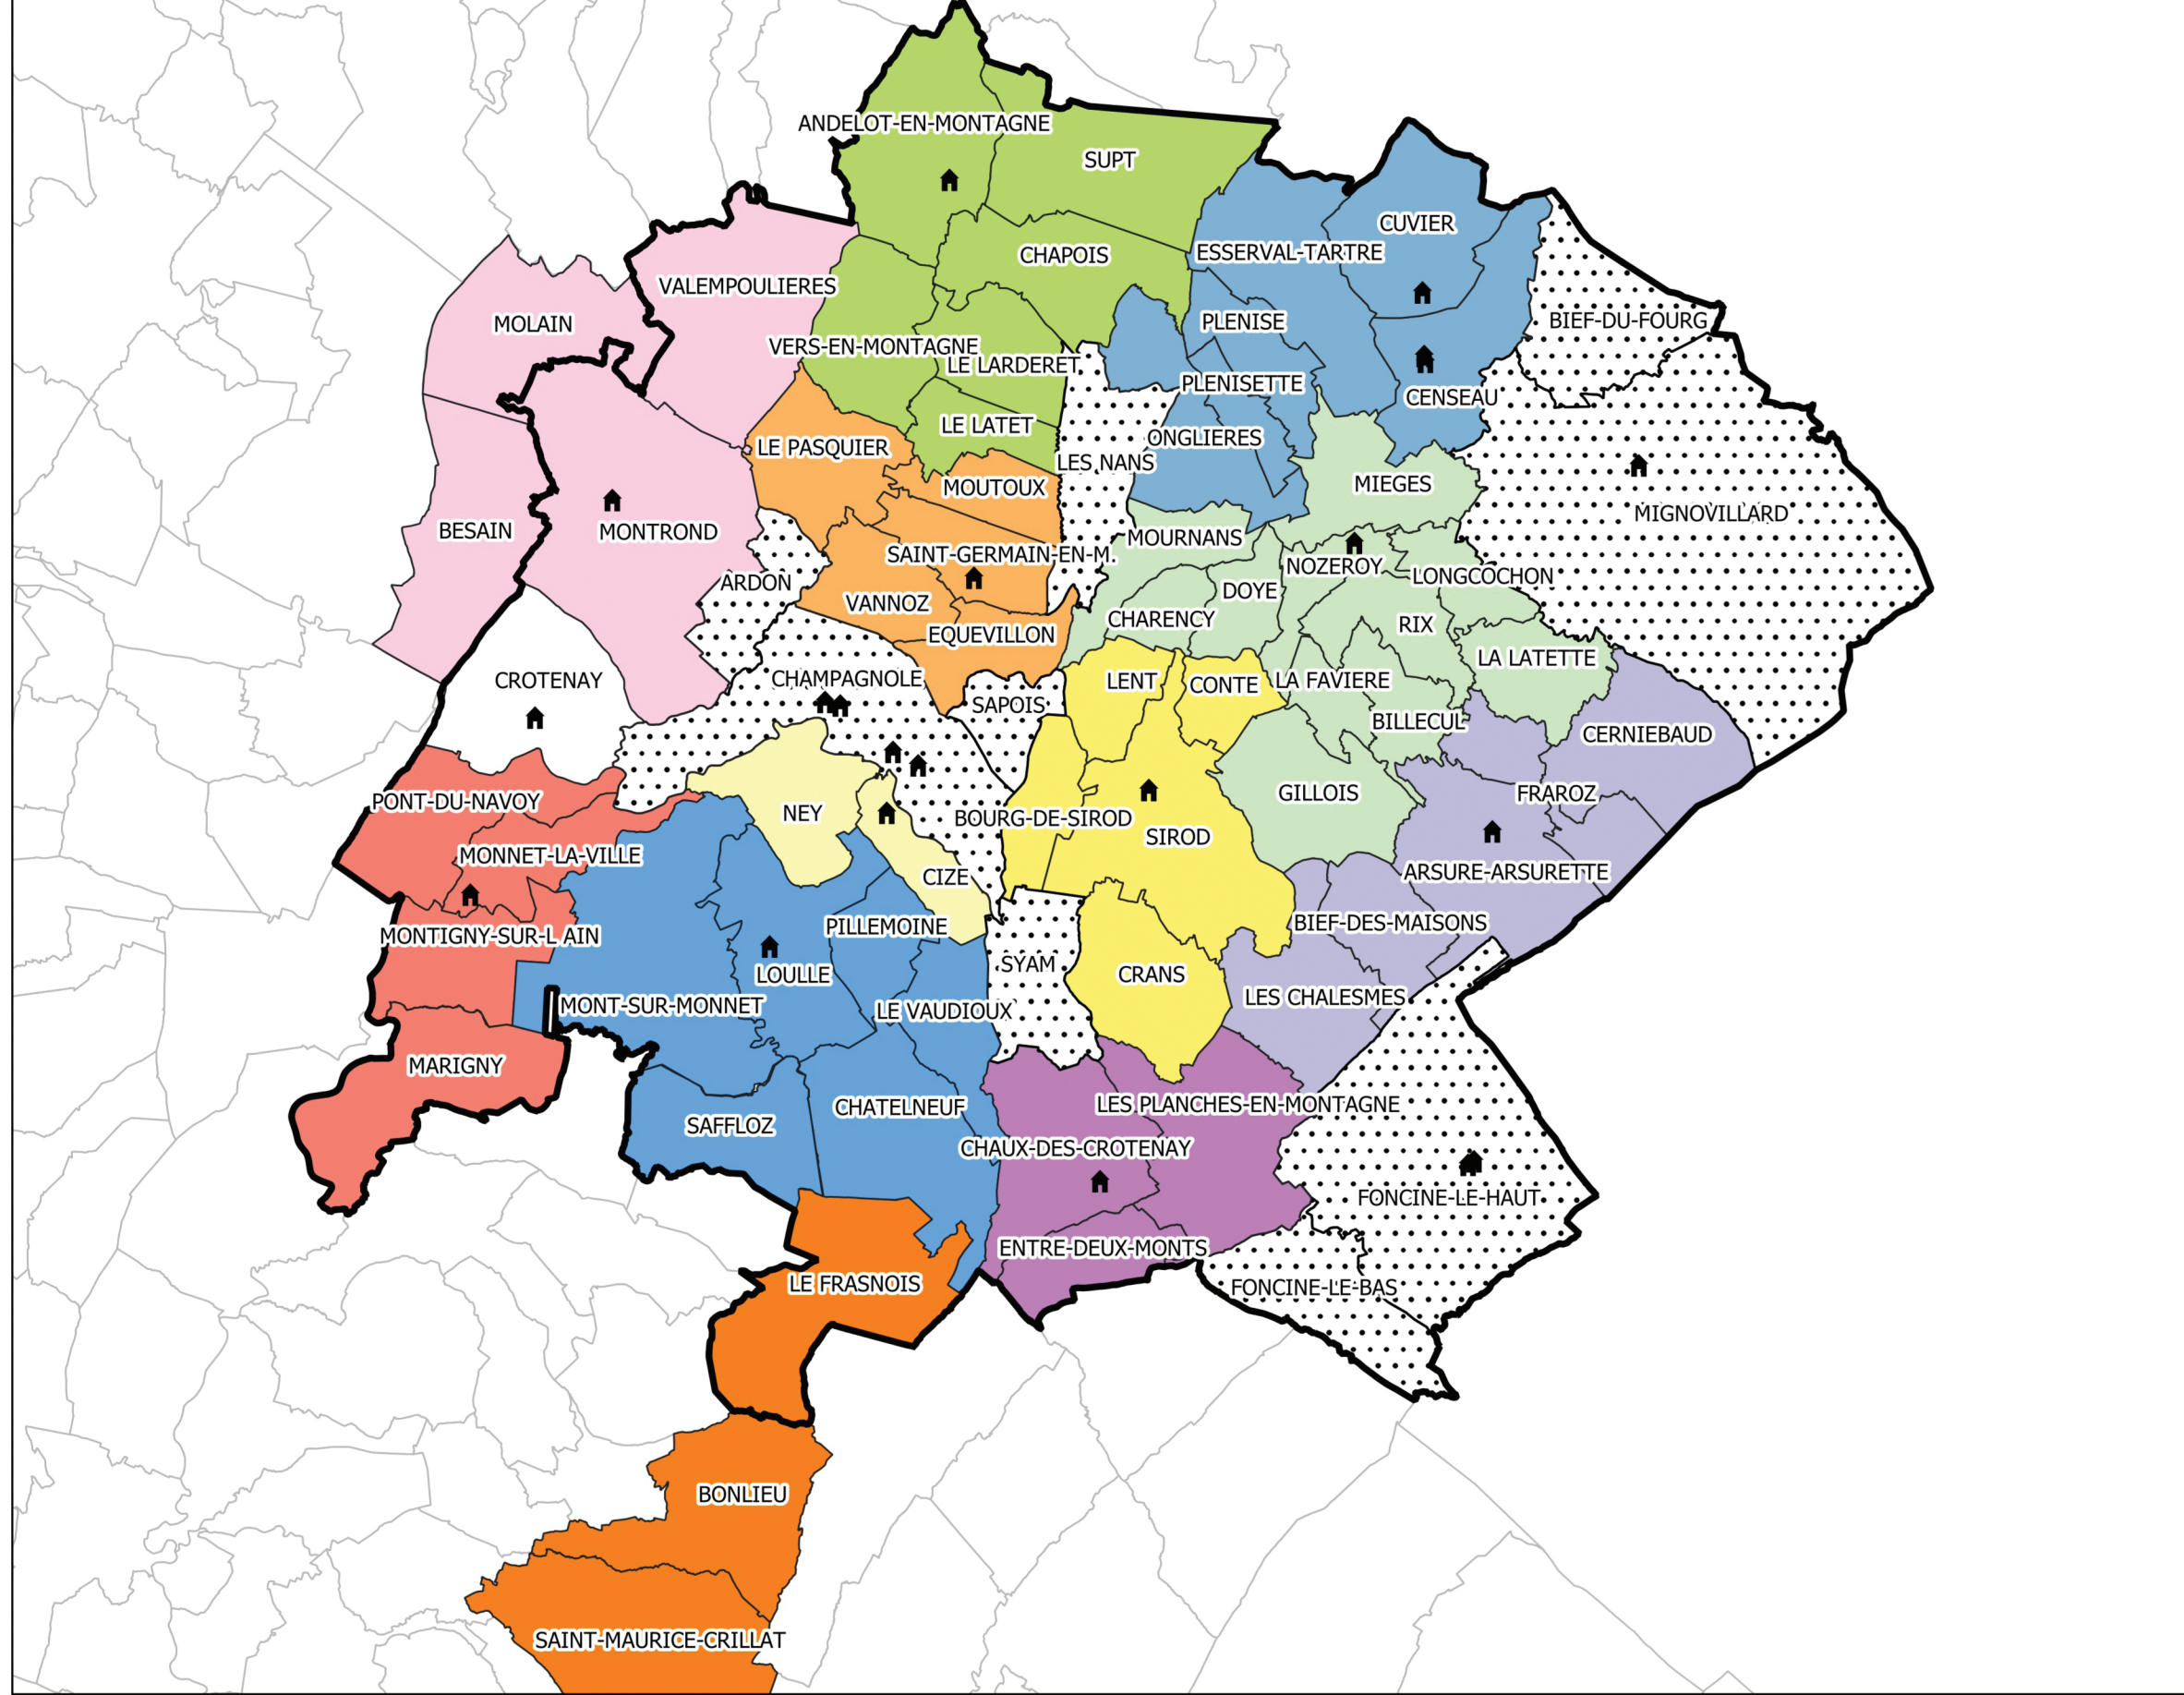 ANDELOT-EN-MONTAGNE
SUPT
CUVIER
ESSERVAL-TARTRE
CHAPOIS
VALEMPOULIERES
MOLAIN
PLENISE
BIEF-DU-FOURG
VERS-EN-MONTAGNE
LE LARDERET
PLENISETTE
CENSEAU
LE LATET
ONGLIERES
LE PASQUIER
LES NANS
MOUTOUX
MIEGES
MIGNOVILLARD
BESAIN
MONTROND
MOURNANS
SAINT-GERMAIN-EN-M.
NOZEROY
LONGCOCHON
ARDON
DOYE
VANNOZ
CHARENCY
RIX
EQUEVILLON
LA LATETTE
CROTENAY
CHAMPAGNOLE
LENT
CONTE
LA FAVIERE
SAPOIS
BILLECUL
CERNIEBAUD
PONT-DU-NAVOY
NEY
GILLOIS
FRAROZ
BOURG-DE-SIROD
SIROD
MONNET-LA-VILLE
ARSURE-ARSURETTE
CIZE
BIEF-DES-MAISONS
PILLEMOINE
MONTIGNY-SUR-L AIN
SYAM
LOULLE
CRANS
LES CHALESMES
MONT-SUR-MONNET
LE VAUDIOUX
MARIGNY
LES PLANCHES-EN-MONTAGNE
CHATELNEUF
SAFFLOZ
CHAUX-DES-CROTENAY
FONCINE-LE-HAUT
ENTRE-DEUX-MONTS
LE FRASNOIS
FONCINE-LE-BAS
BONLIEU
SAINT-MAURICE-CRILLAT